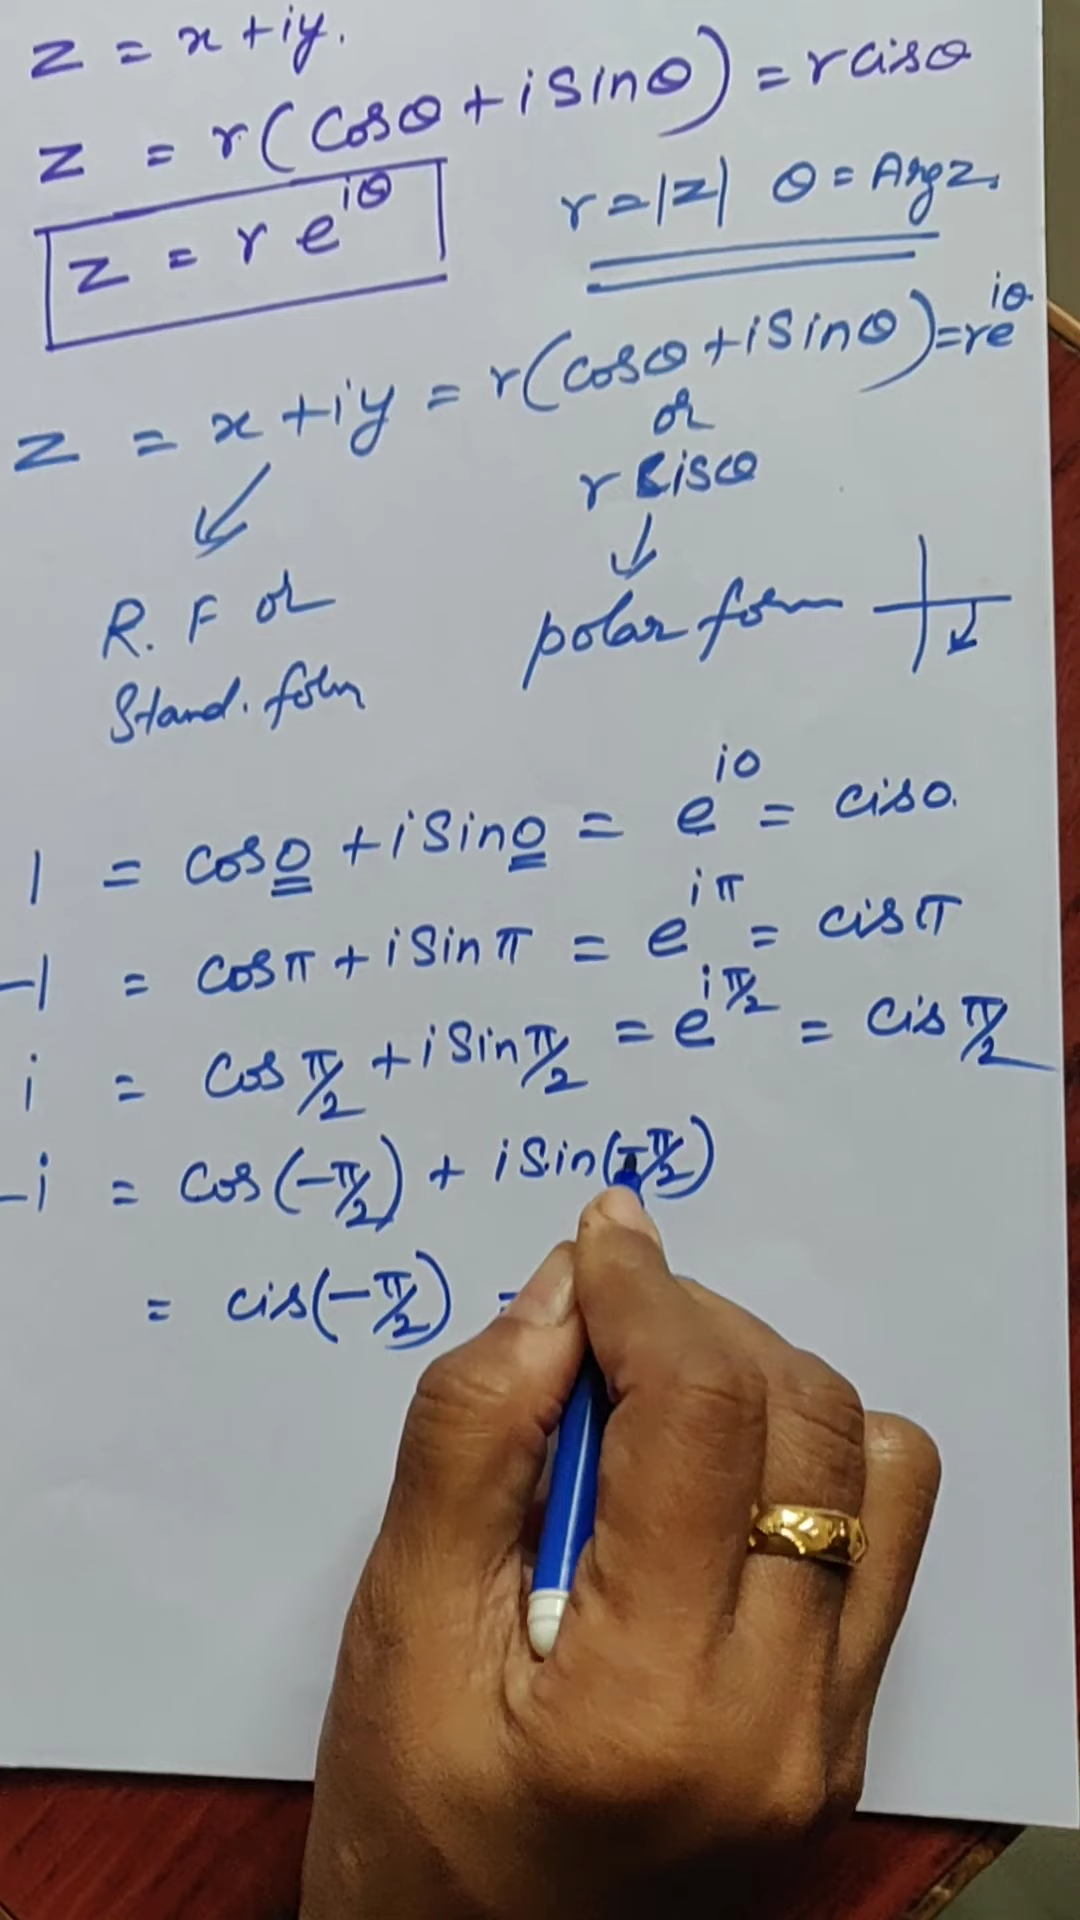 z = x + iy.
z = r(cosθ + i sinθ) = r cisθ
z = r e^{iθ}
r = |z| θ = Arg z.
z = x + iy = r(cosθ + i sinθ) = re^{iθ}
or
r cisθ
R. F or
Stand. form
polar form
1 = cos0 + i sin0 = e^{i0} = cis0.
-1 = cosπ + i sinπ = e^{iπ} = cisπ
i = cos π/2 + i sin π/2 = e^{iπ/2} = cis π/2
-i = cos(-π/2) + i sin(-π/2)
= cis(-π/2) =